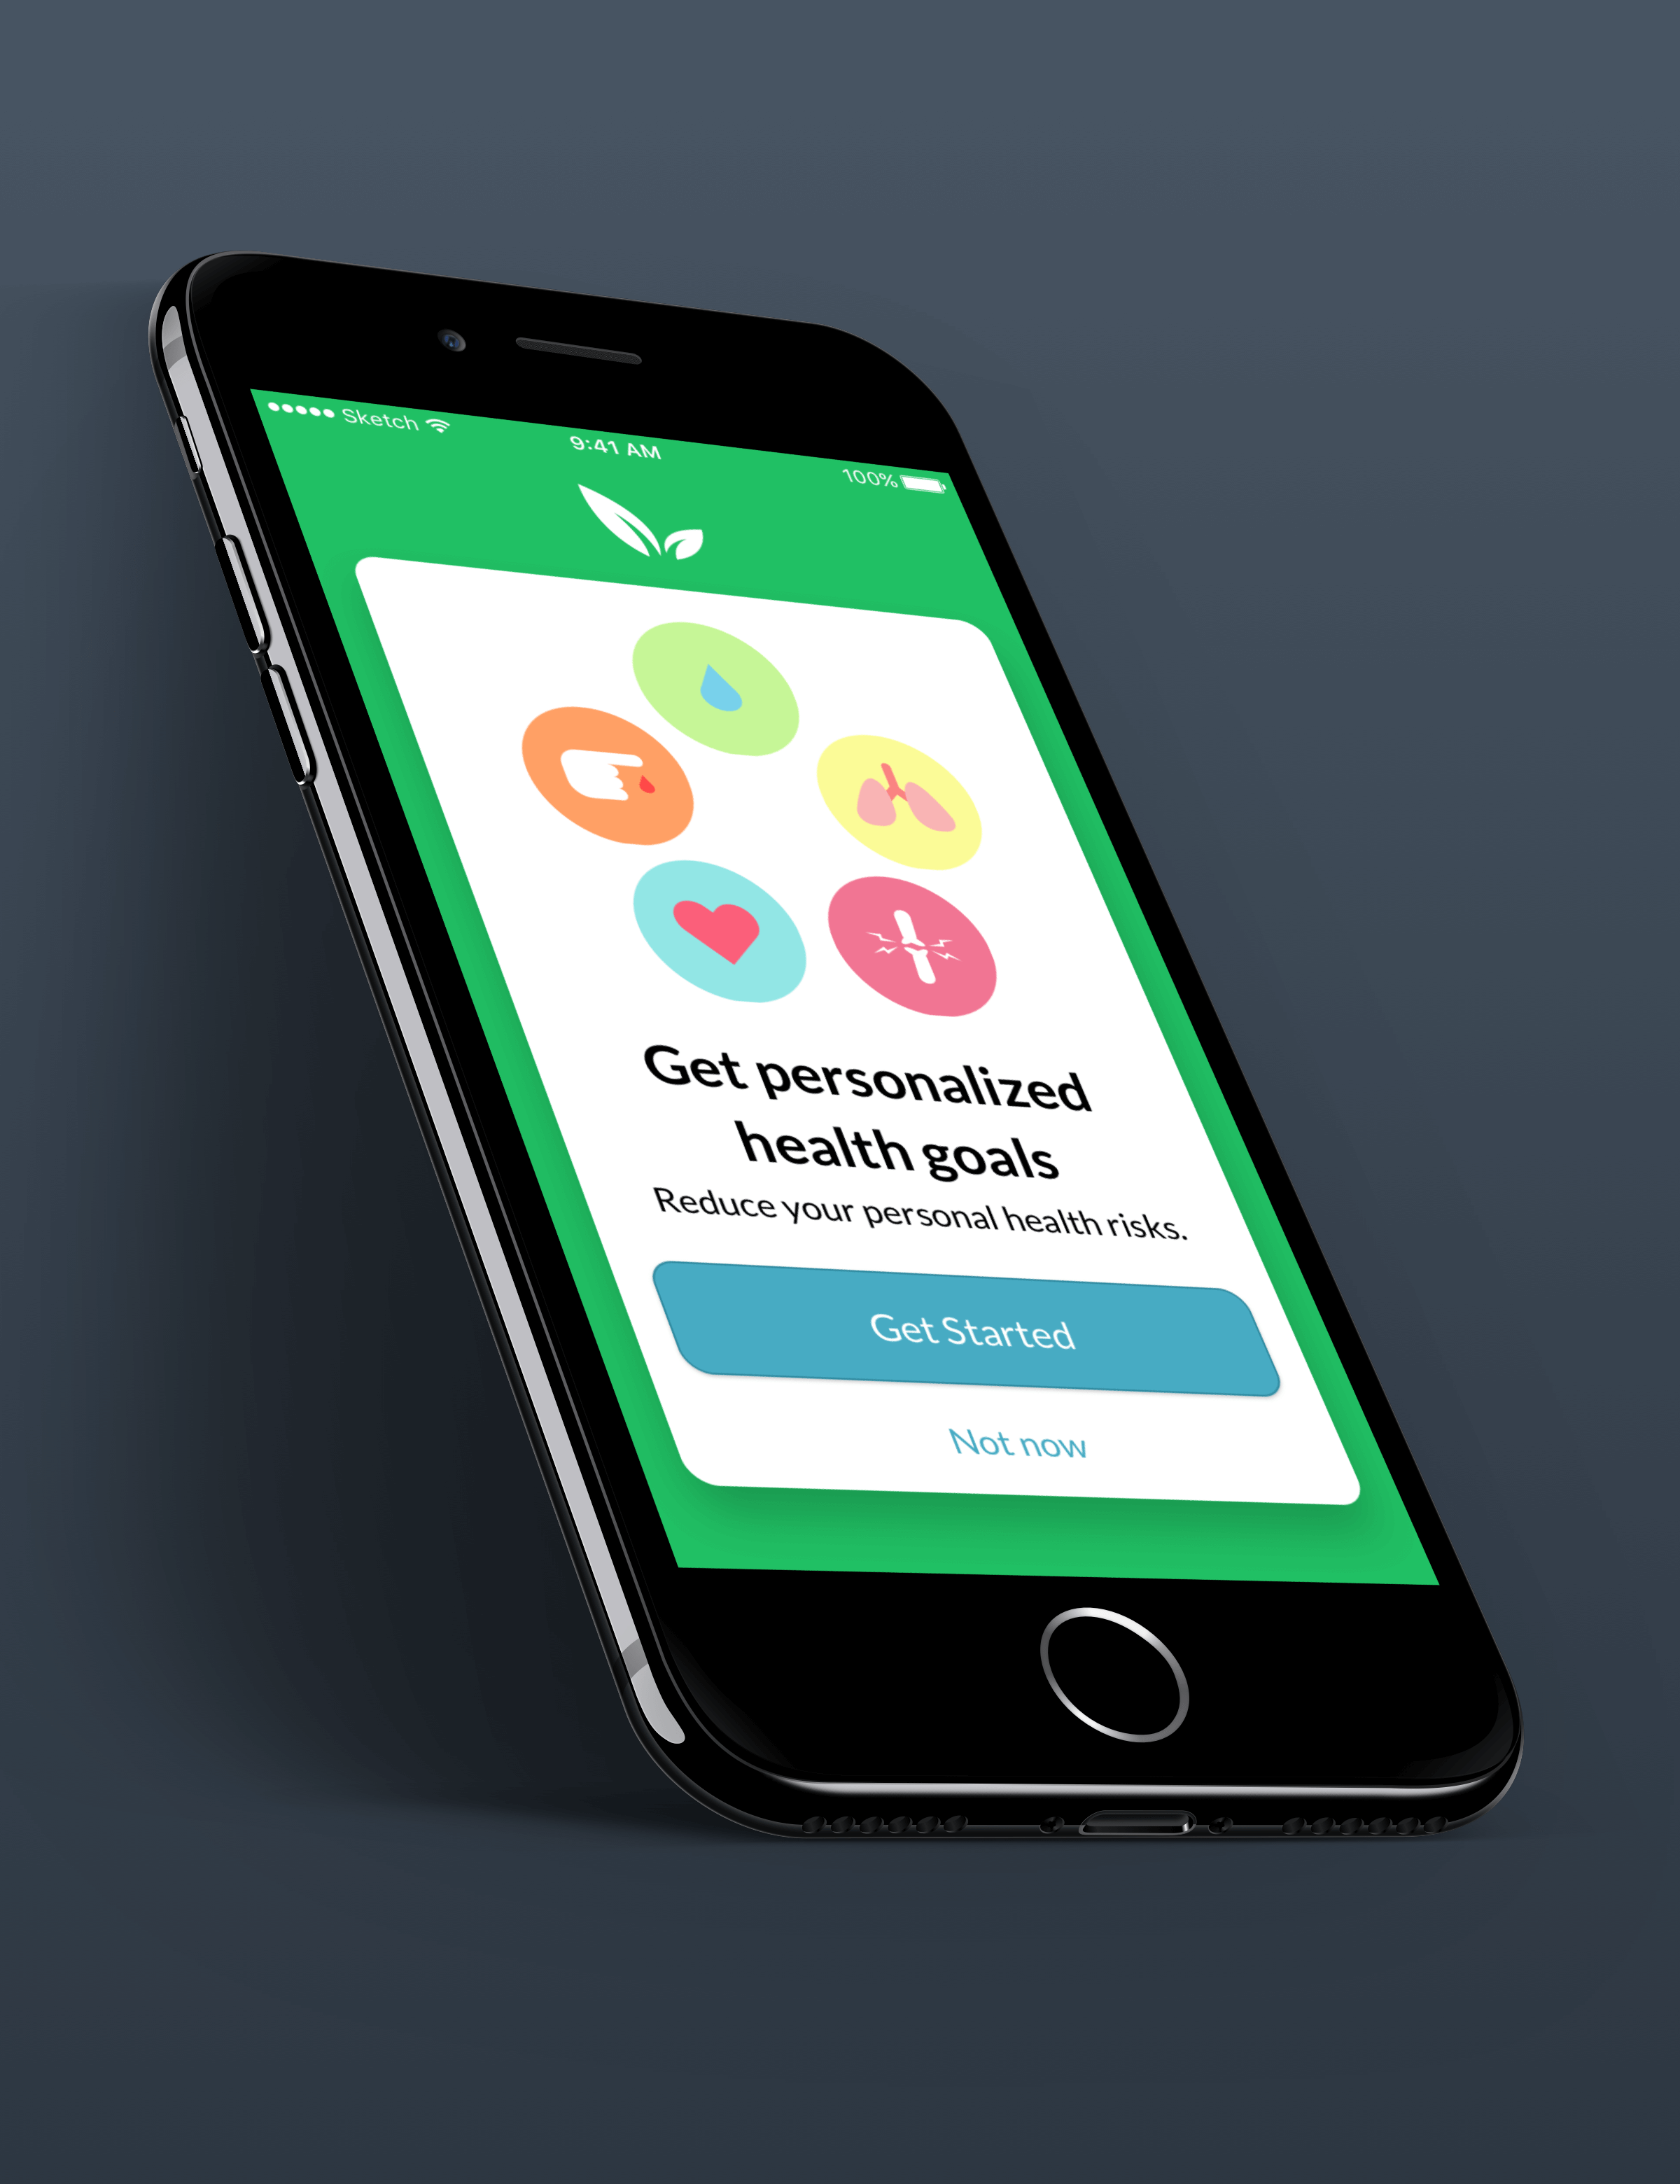 Sketch
9:41 AM
100%
Get personalized
health goals
Reduce your personal health risks.
Get Started
Not now